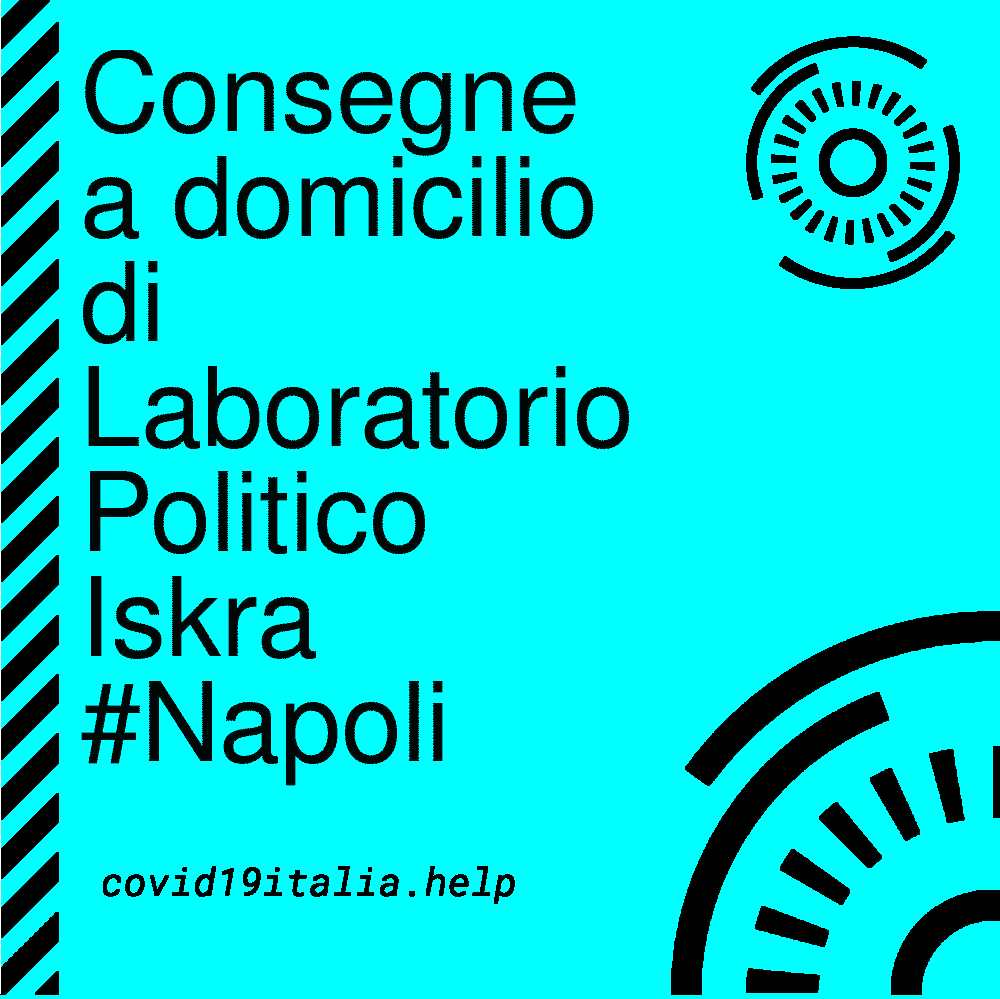 Consegne
a domicilio
di
Laboratorio
Politico
Iskra
#Napoli
covid19italia.help